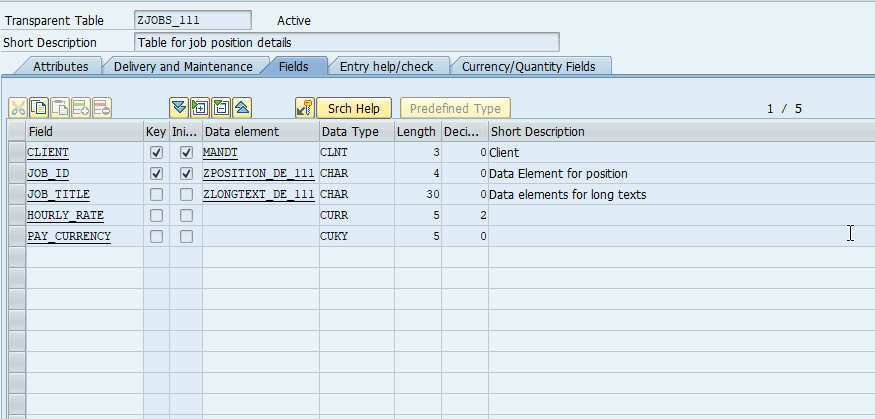 Transparent Table ZJOBS_111 Active
Short Description Table for job position details
Attributes Delivery and Maintenance Fields Entry help/check Currency/Quantity Fields
Srch Help Predefined Type 1 / 5
Field Key Ini... Data element Data Type Length Deci... Short Description
CLIENT MANDT CLNT 3 0 Client
JOB_ID ZPOSITION_DE_111 CHAR 4 0 Data Element for position
JOB_TITLE ZLONGTEXT_DE_111 CHAR 30 0 Data elements for long texts
HOURLY_RATE CURR 5 2
PAY_CURRENCY CUKY 5 0